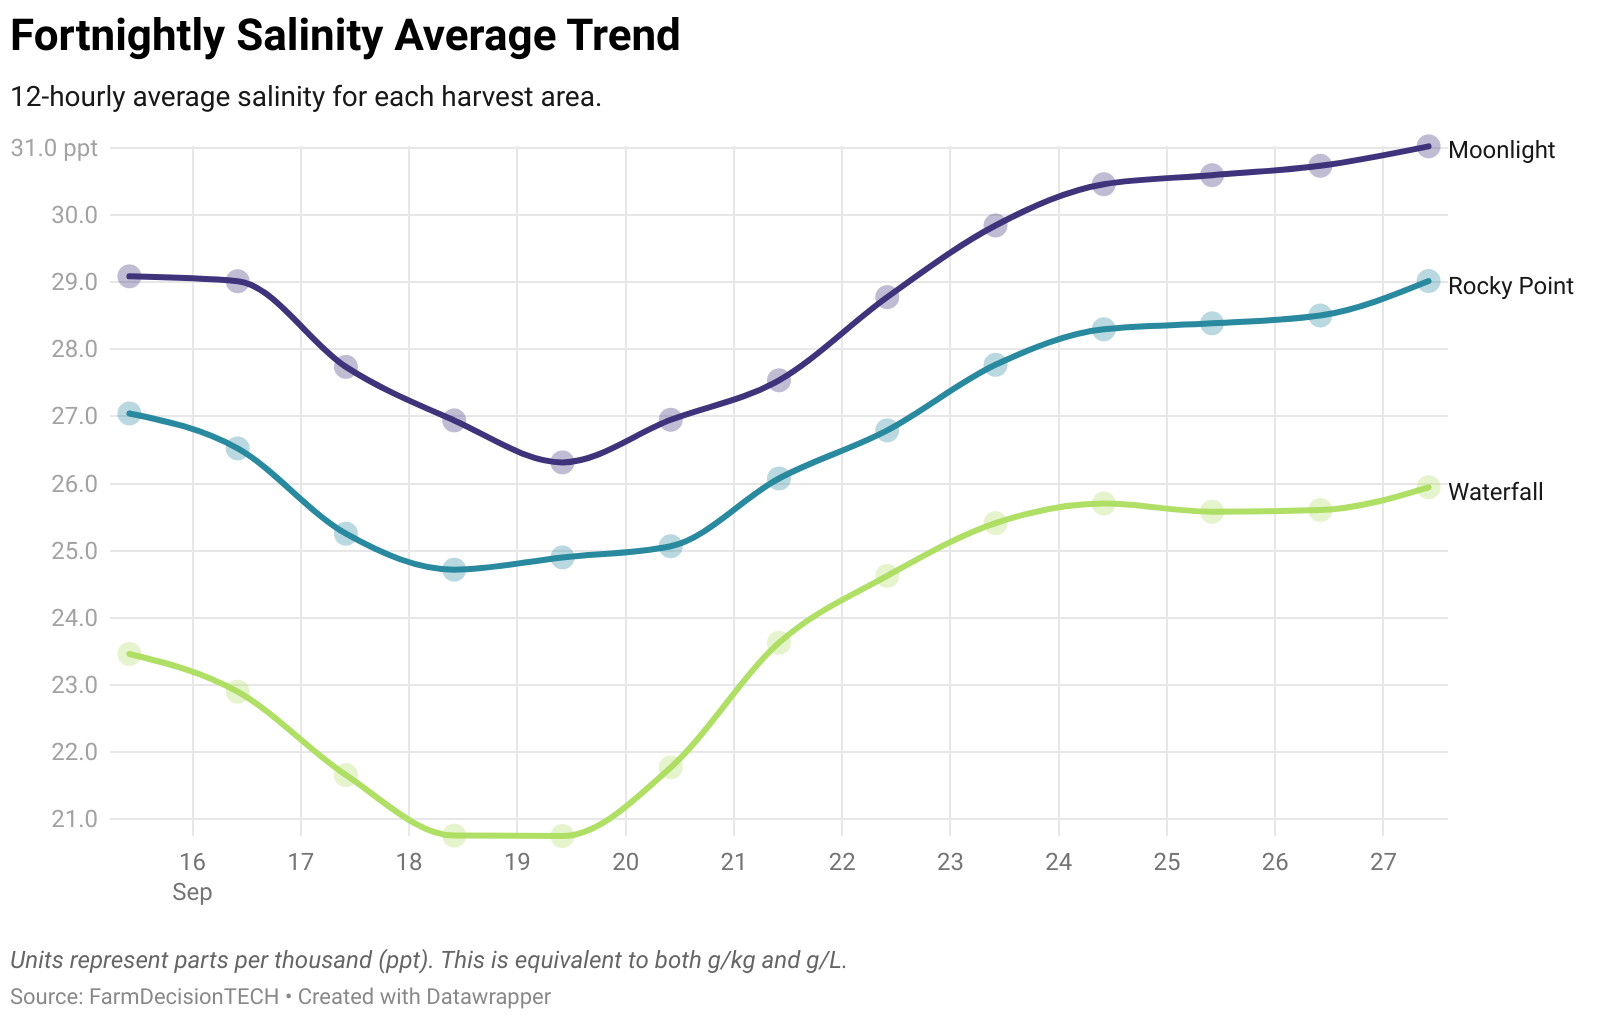 Fortnightly Salinity Average Trend
12-hourly average salinity for each harvest area.
31.0 ppt
30.0
29.0
28.0
27.0
26.0
25.0
24.0
23.0
22.0
21.0
Moonlight
Rocky Point
Waterfall
16 17 18 19 20 21 22 23 24 25 26 27
Sep
Units represent parts per thousand (ppt). This is equivalent to both g/kg and g/L.
Source: FarmDecisionTECH • Created with Datawrapper